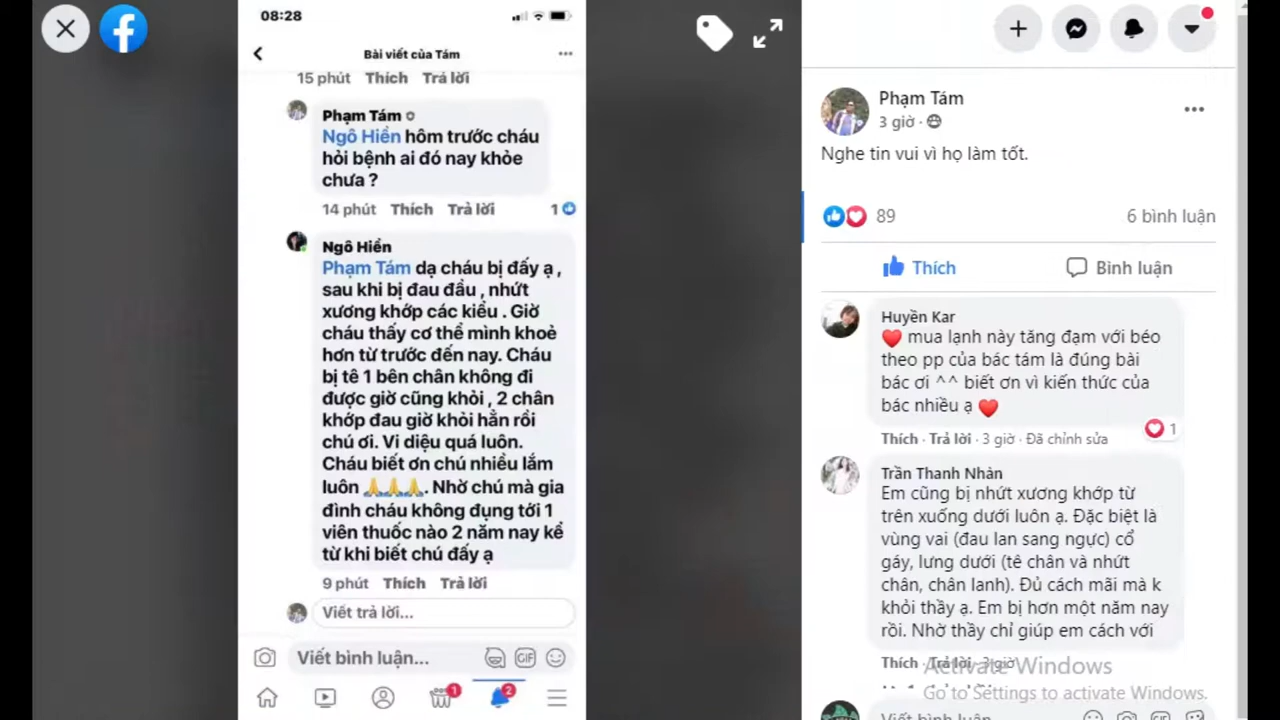 08:28
Bài viết của Tám
15 phút Thích Trả lời
Phạm Tám
Ngô Hiền hôm trước cháu
hỏi bệnh ai đó nay khỏe
chưa ?
14 phút Thích Trả lời 1
Ngô Hiền
Phạm Tám dạ cháu bị đấy ạ ,
sau khi bị đau đầu , nhứt
xương khớp các kiểu . Giờ
cháu thấy cơ thể mình khoẻ
hơn từ trước đến nay. Cháu
bị tê 1 bên chân không đi
được giờ cũng khỏi , 2 chân
khớp đau giờ khỏi hẳn rồi
chú ơi. Vi diệu quá luôn.
Cháu biết ơn chú nhiều lắm
luôn 🙏🙏🙏. Nhờ chú mà gia
đình cháu không đụng tới 1
viên thuốc nào 2 năm nay kể
từ khi biết chú đấy ạ
9 phút Thích Trả lời
Viết trả lời...
Viết bình luận...
GIF
1
2
Phạm Tám
3 giờ ·
Nghe tin vui vì họ làm tốt.
89
6 bình luận
Thích
Bình luận
Huyền Kar
❤️ mua lạnh này tăng đạm với béo
theo pp của bác tám là đúng bài
bác ơi ^^ biết ơn vì kiến thức của
bác nhiều ạ ❤️
1
Thích · Trả lời · 3 giờ · Đã chỉnh sửa
Trần Thanh Nhàn
Em cũng bị nhứt xương khớp từ
trên xuống dưới luôn ạ. Đặc biệt là
vùng vai (đau lan sang ngực) cổ
gáy, lưng dưới (tê chân và nhứt
chân, chân lanh). Đủ cách mãi mà k
khỏi thầy ạ. Em bị hơn một năm nay
rồi. Nhờ thầy chỉ giúp em cách với
Thích · Trả lời · 3 giờ
Activate Windows
Go to Settings to activate Windows.
Viết bình luận...